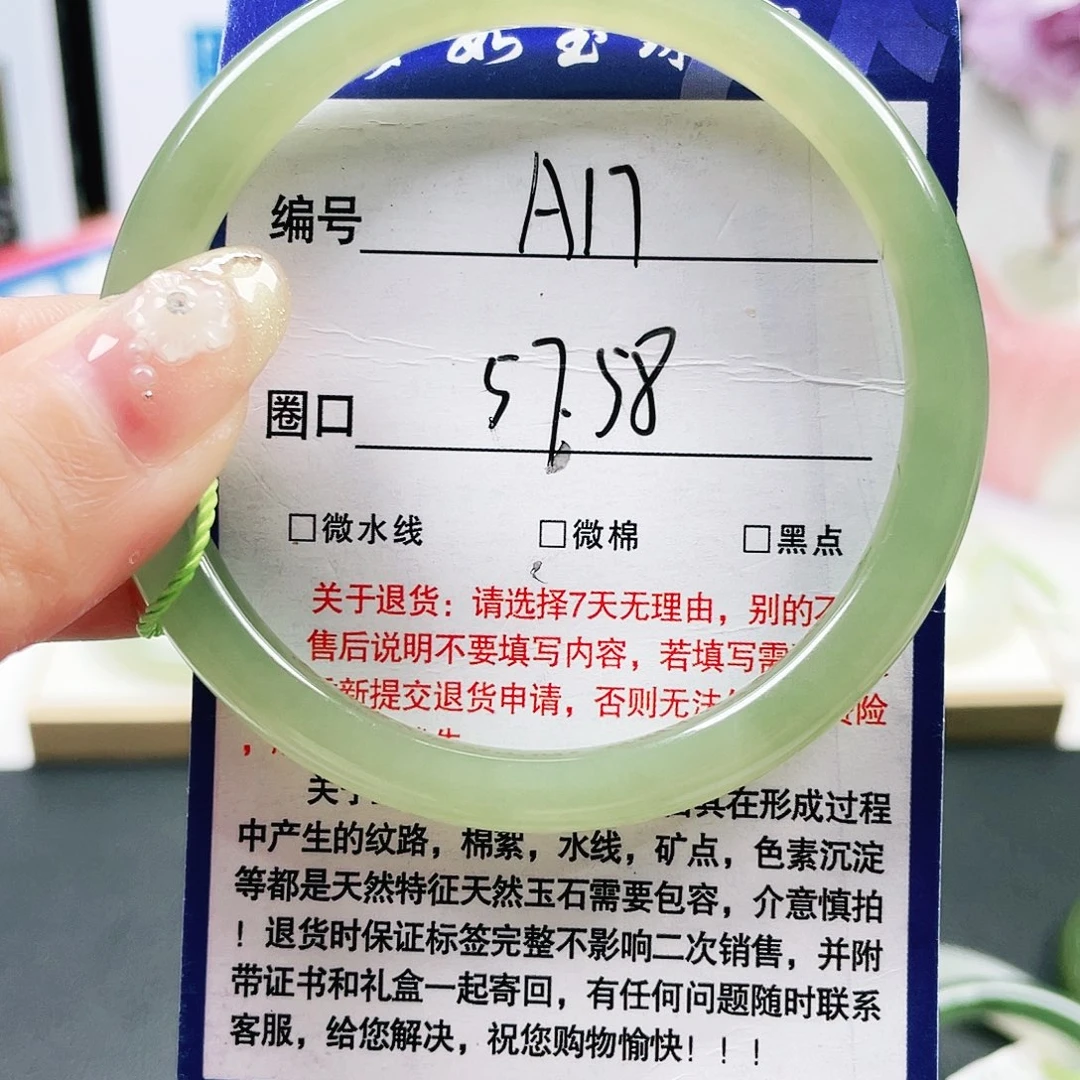 如玉
编号 A17
圈口 57.58
□微水线 □微棉 □黑点
关于退货：请选择7天无理由，别的不
售后说明不要填写内容，若填写需
新提交退货申请，否则无法 险
，
关于 其在形成过程
中产生的纹路，棉絮，水线，矿点，色素沉淀
等都是天然特征天然玉石需要包容，介意慎拍
！退货时保证标签完整不影响二次销售，并附
带证书和礼盒一起寄回，有任何问题随时联系
客服，给您解决，祝您购物愉快！！！